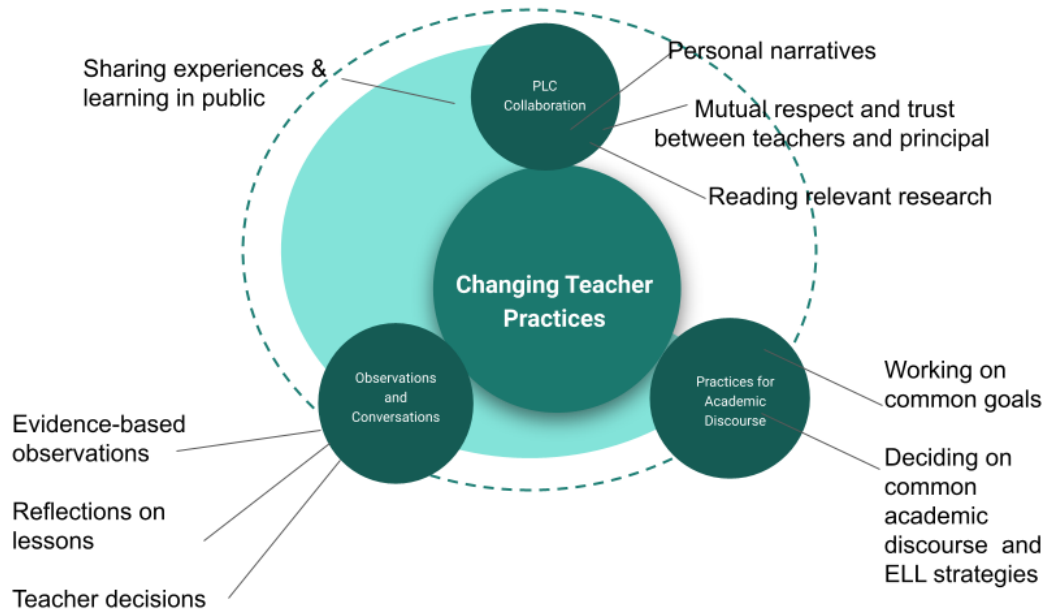 Sharing experiences &
learning in public
PLC
Collaboration
Personal narratives
Mutual respect and trust
between teachers and principal
Reading relevant research
Changing Teacher
Practices
Observations
and
Conversations
Practices for
Academic
Discourse
Evidence-based
observations
Reflections on
lessons
Teacher decisions
Working on
common goals
Deciding on
common
academic
discourse and
ELL strategies